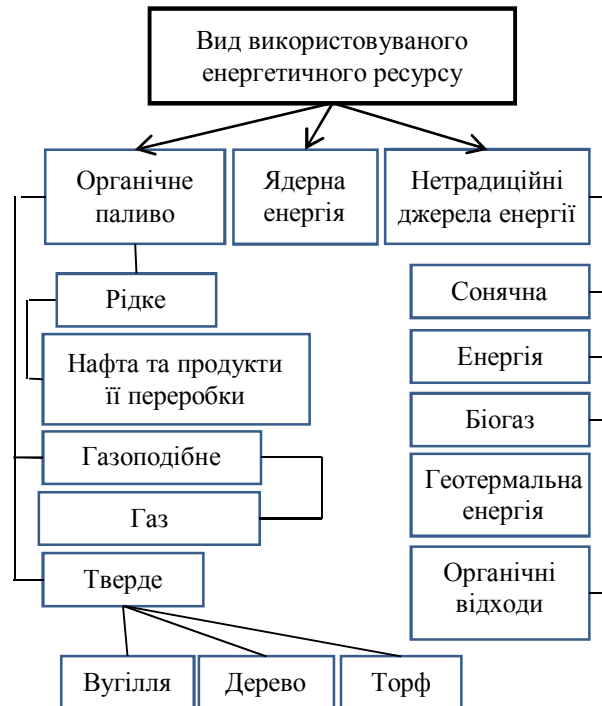 Вид використовуваного
енергетичного ресурсу
Органічне
паливо
Ядерна
енергія
Нетрадиційні
джерела енергії
Рідке
Нафта та продукти
її переробки
Газоподібне
Газ
Тверде
Вугілля
Дерево
Торф
Сонячна
Енергія
Біогаз
Геотермальна
енергія
Органічні
відходи